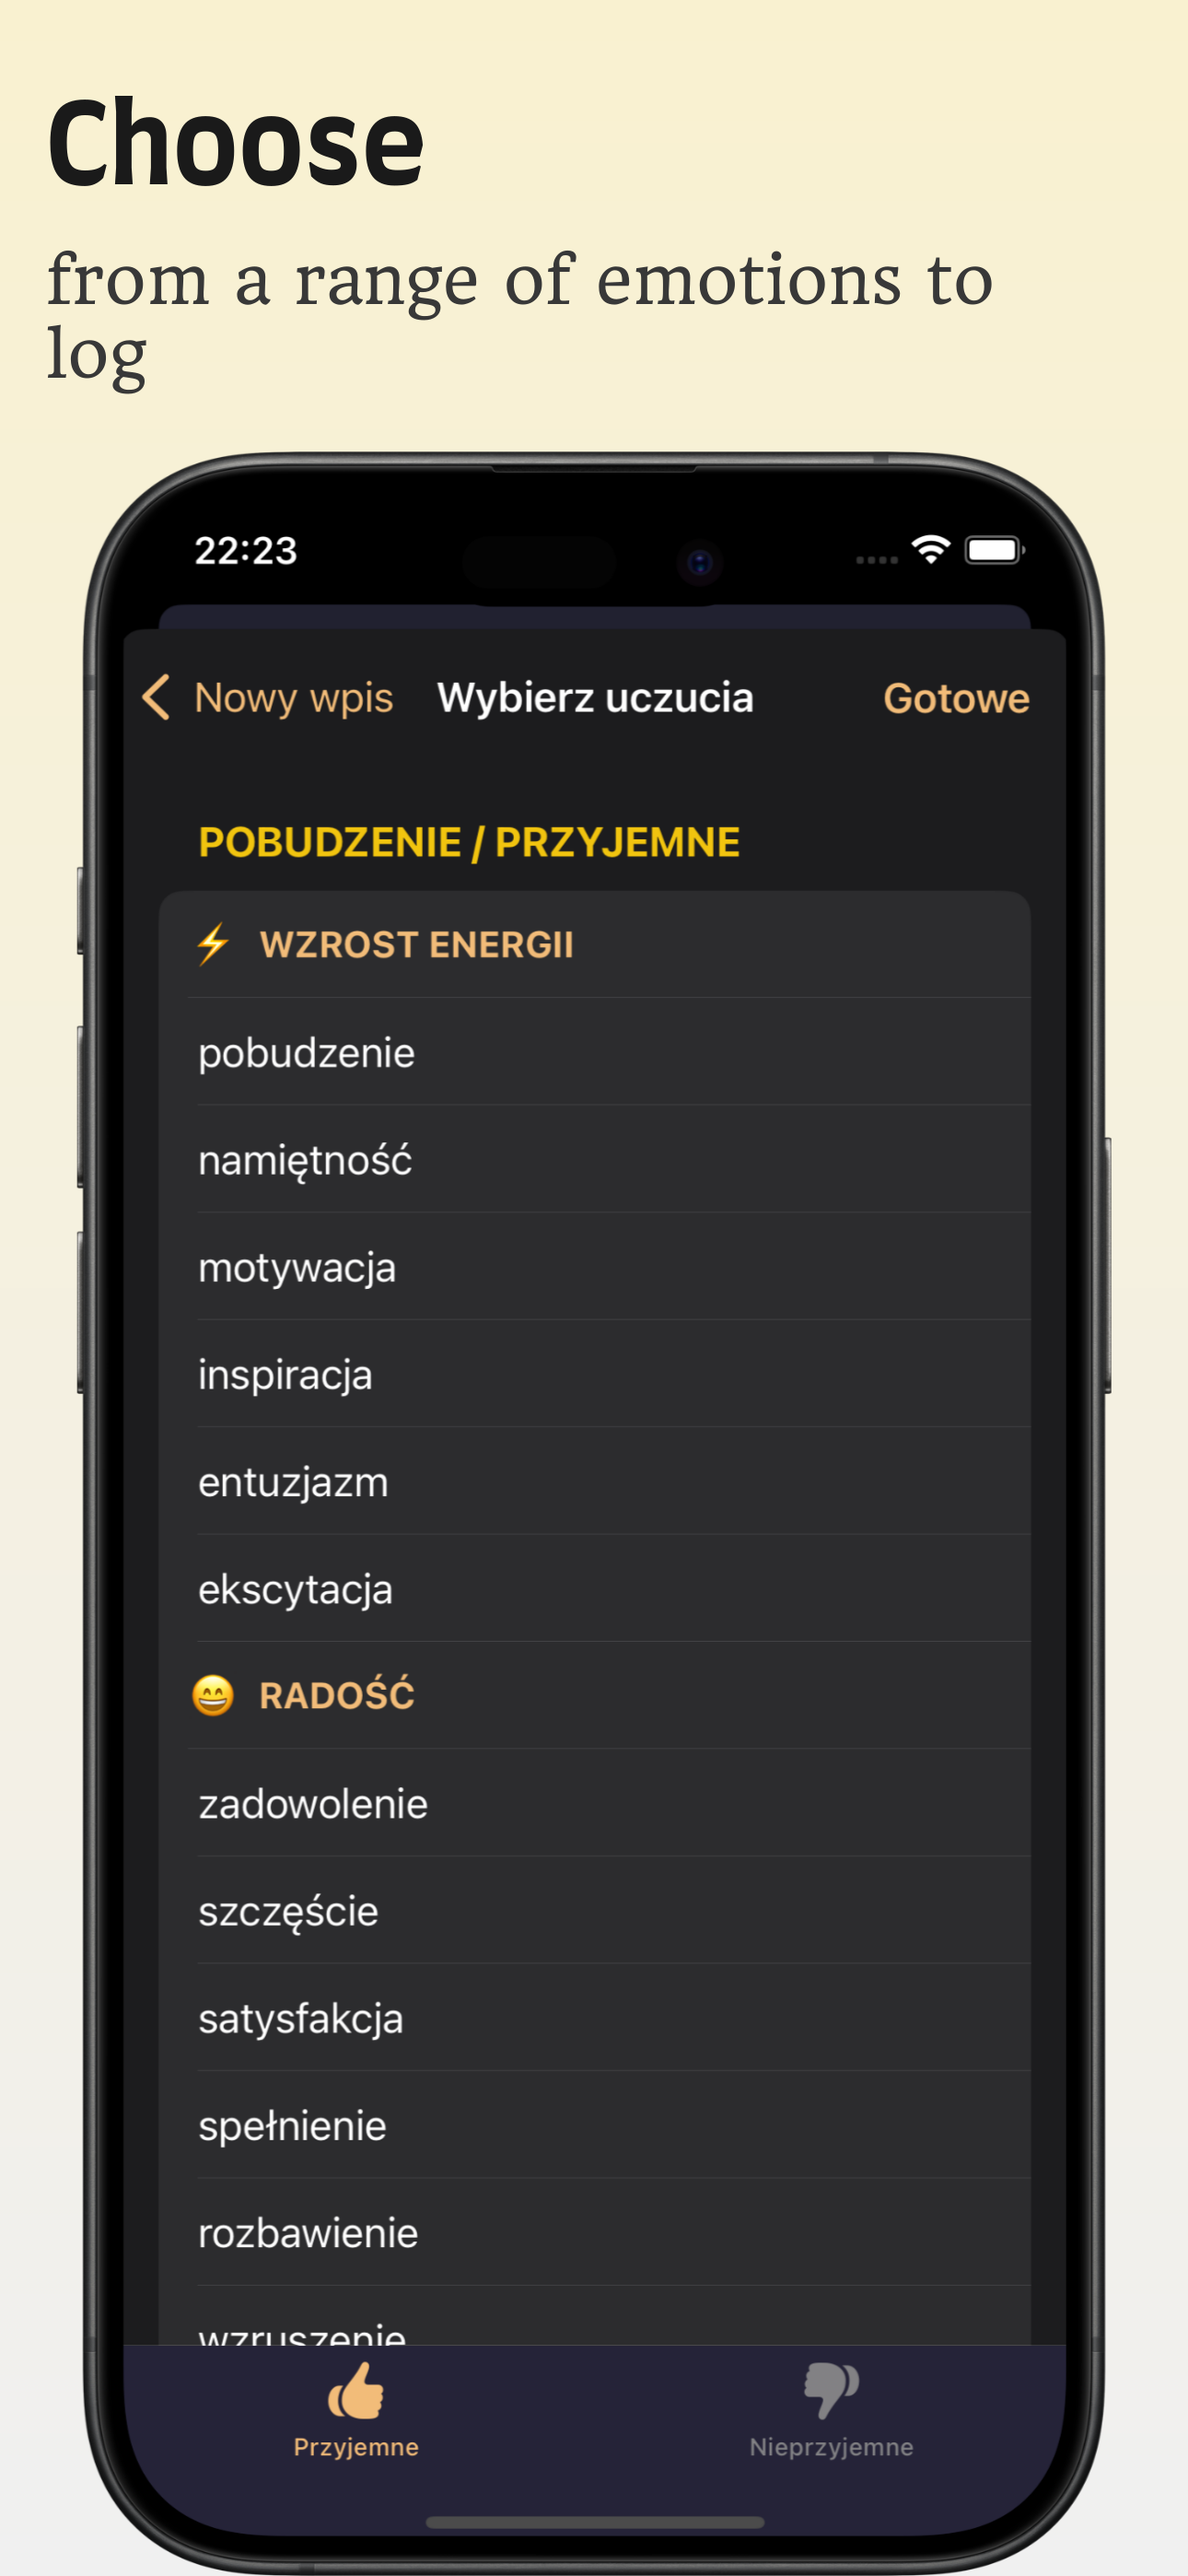 Choose
from a range of emotions to
log
22:23
Nowy wpis Wybierz uczucia Gotowe
POBUDZENIE / PRZYJEMNE
WZROST ENERGII
pobudzenie
namiętność
motywacja
inspiracja
entuzjazm
ekscytacja
RADOŚĆ
zadowolenie
szczęście
satysfakcja
spełnienie
rozbawienie
wzruszenie
Przyjemne Nieprzyjemne